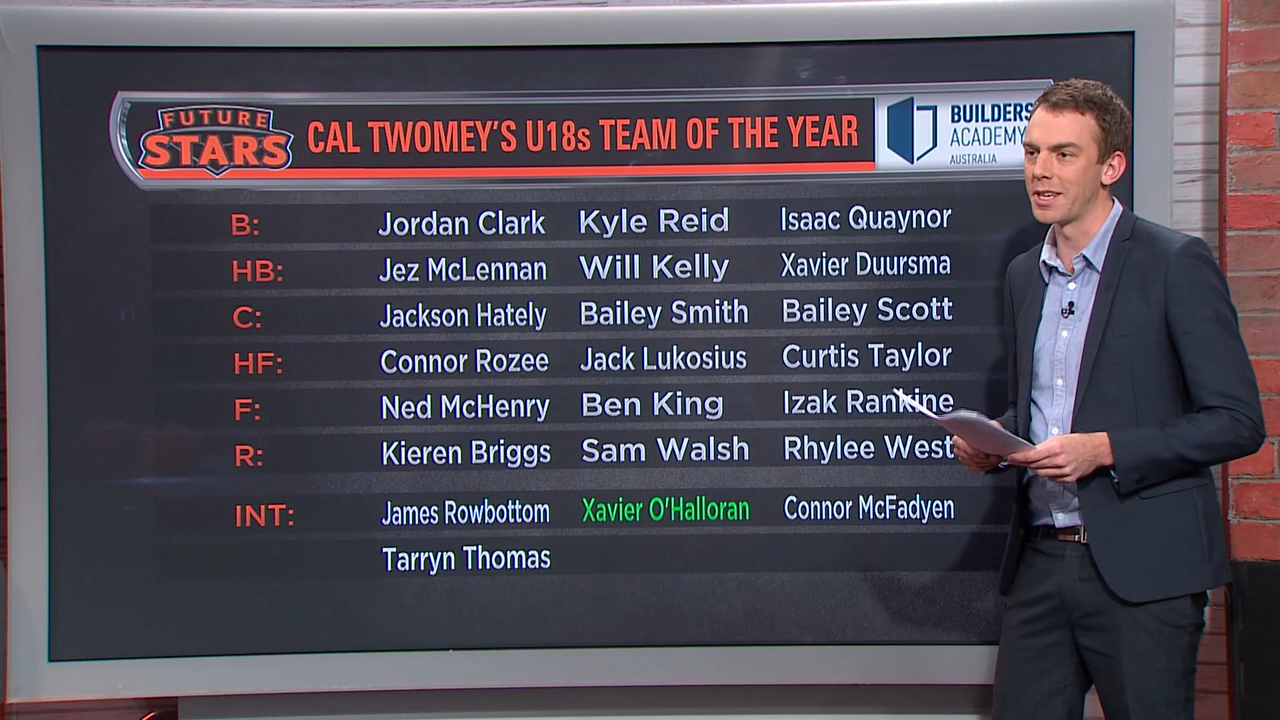 FUTURE STARS
CAL TWOMEY'S U18s TEAM OF THE YEAR
BUILDERS
ACADEMY
AUSTRALIA
B: Jordan Clark Kyle Reid Isaac Quaynor
HB: Jez McLennan Will Kelly Xavier Duursma
C: Jackson Hately Bailey Smith Bailey Scott
HF: Connor Rozee Jack Lukosius Curtis Taylor
F: Ned McHenry Ben King Izak Rankine
R: Kieren Briggs Sam Walsh Rhylee West
INT: James Rowbottom Xavier O'Halloran Connor McFadyen
Tarryn Thomas